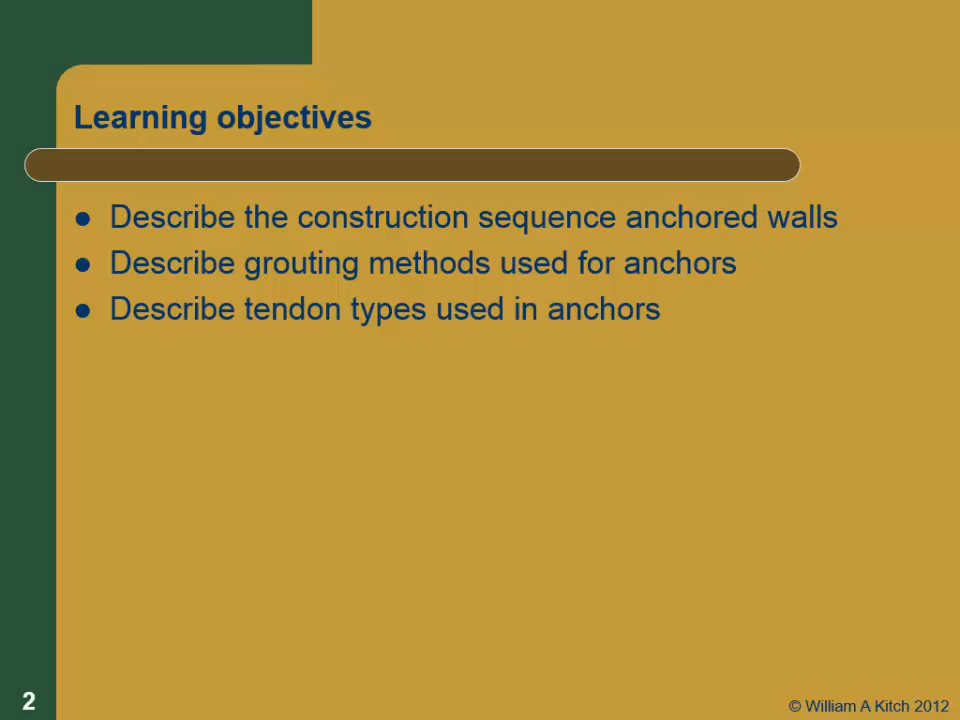 Learning objectives
Describe the construction sequence anchored walls
Describe grouting methods used for anchors
Describe tendon types used in anchors
2
© William A Kitch 2012